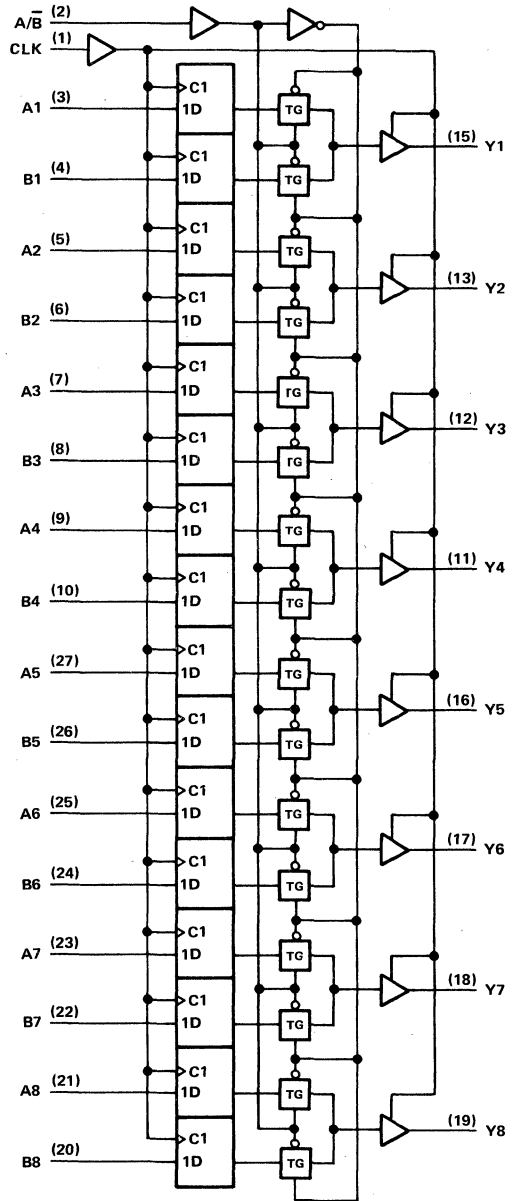 A/B̅ (2)
CLK (1)
C1
A1 (3) 1D TG
(15) Y1
C1
B1 (4) 1D TG
C1
A2 (5) 1D TG
(13) Y2
C1
B2 (6) 1D TG
C1
A3 (7) 1D TG
(12) Y3
C1
B3 (8) 1D TG
C1
A4 (9) 1D TG
(11) Y4
C1
B4 (10) 1D TG
C1
A5 (27) 1D TG
(16) Y5
C1
B5 (26) 1D TG
C1
A6 (25) 1D TG
(17) Y6
C1
B6 (24) 1D TG
C1
A7 (23) 1D TG
(18) Y7
C1
B7 (22) 1D TG
C1
A8 (21) 1D TG
(19) Y8
C1
B8 (20) 1D TG